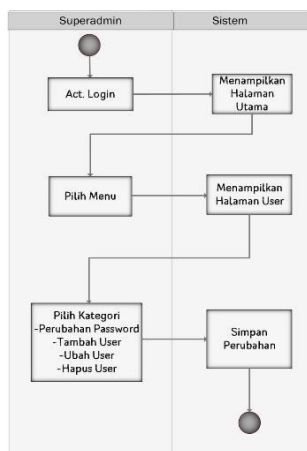 Superadmin
Sistem
Act. Login
Menampilkan
Halaman
Utama
Pilih Menu
Menampilkan
Halaman User
Pilih Kategori
-Perubahan Password
-Tambah User
-Ubah User
-Hapus User
Simpan
Perubahan